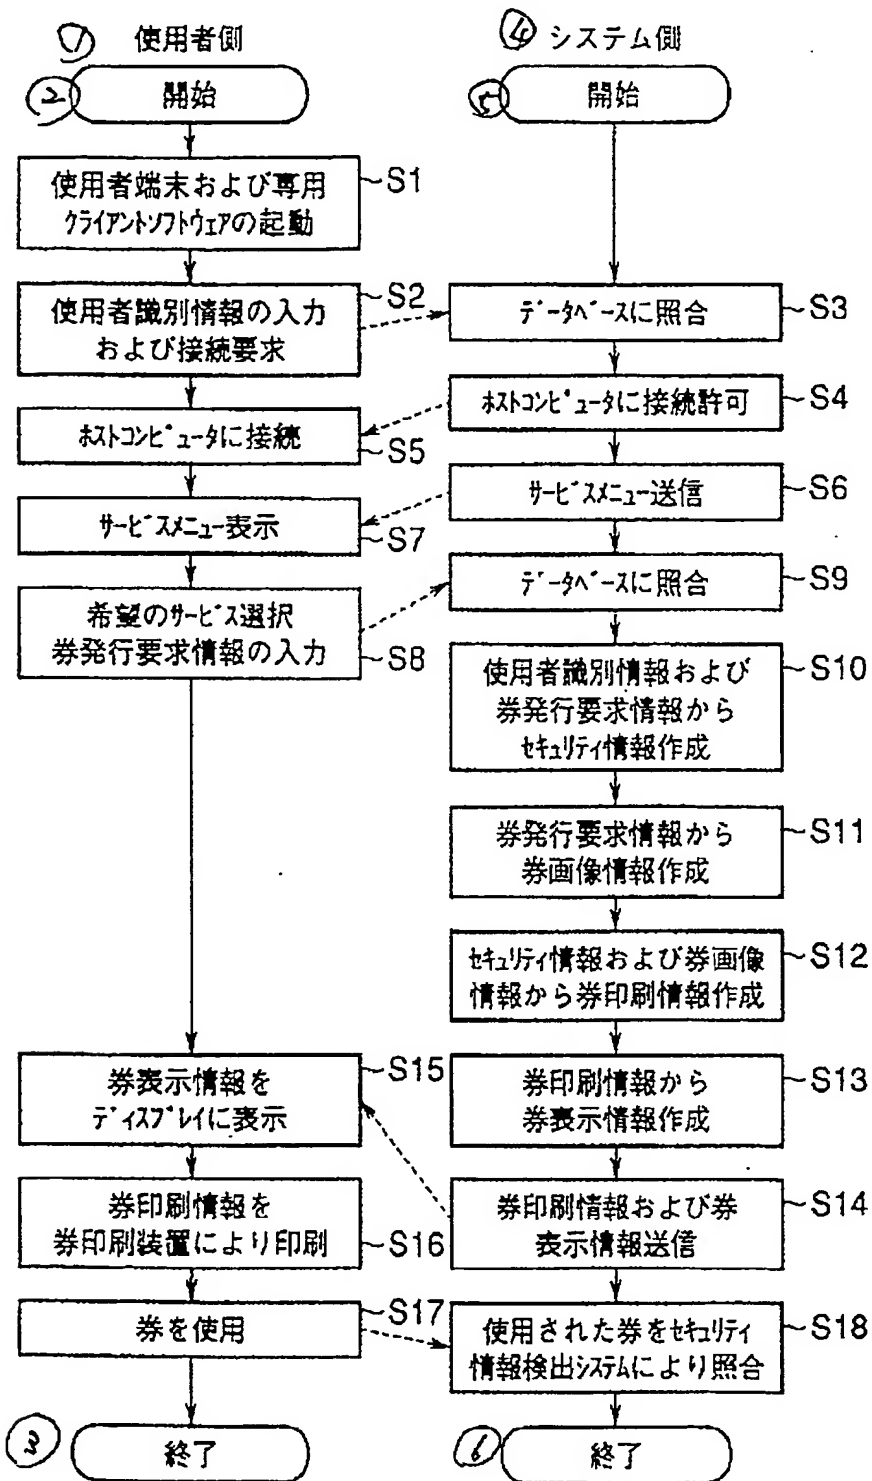 ① 使用者側
④ システム側
② 開始
⑤ 開始
使用者端末および専用
クライアントソフトウェアの起動
S1
使用者識別情報の入力
および接続要求
S2
データベースに照合
S3
ホストコンピュータに接続許可
S4
ホストコンピュータに接続
S5
サービスメニュー送信
S6
サービスメニュー表示
S7
希望のサービス選択
券発行要求情報の入力
S8
データベースに照合
S9
使用者識別情報および
券発行要求情報から
セキュリティ情報作成
S10
券発行要求情報から
券画像情報作成
S11
セキュリティ情報および券画像
情報から券印刷情報作成
S12
券印刷情報から
券表示情報作成
S13
券印刷情報および券
表示情報送信
S14
券表示情報を
ディスプレイに表示
S15
券印刷情報を
券印刷装置により印刷
S16
券を使用
S17
使用された券をセキュリティ
情報検出システムにより照合
S18
③ 終了
⑥ 終了